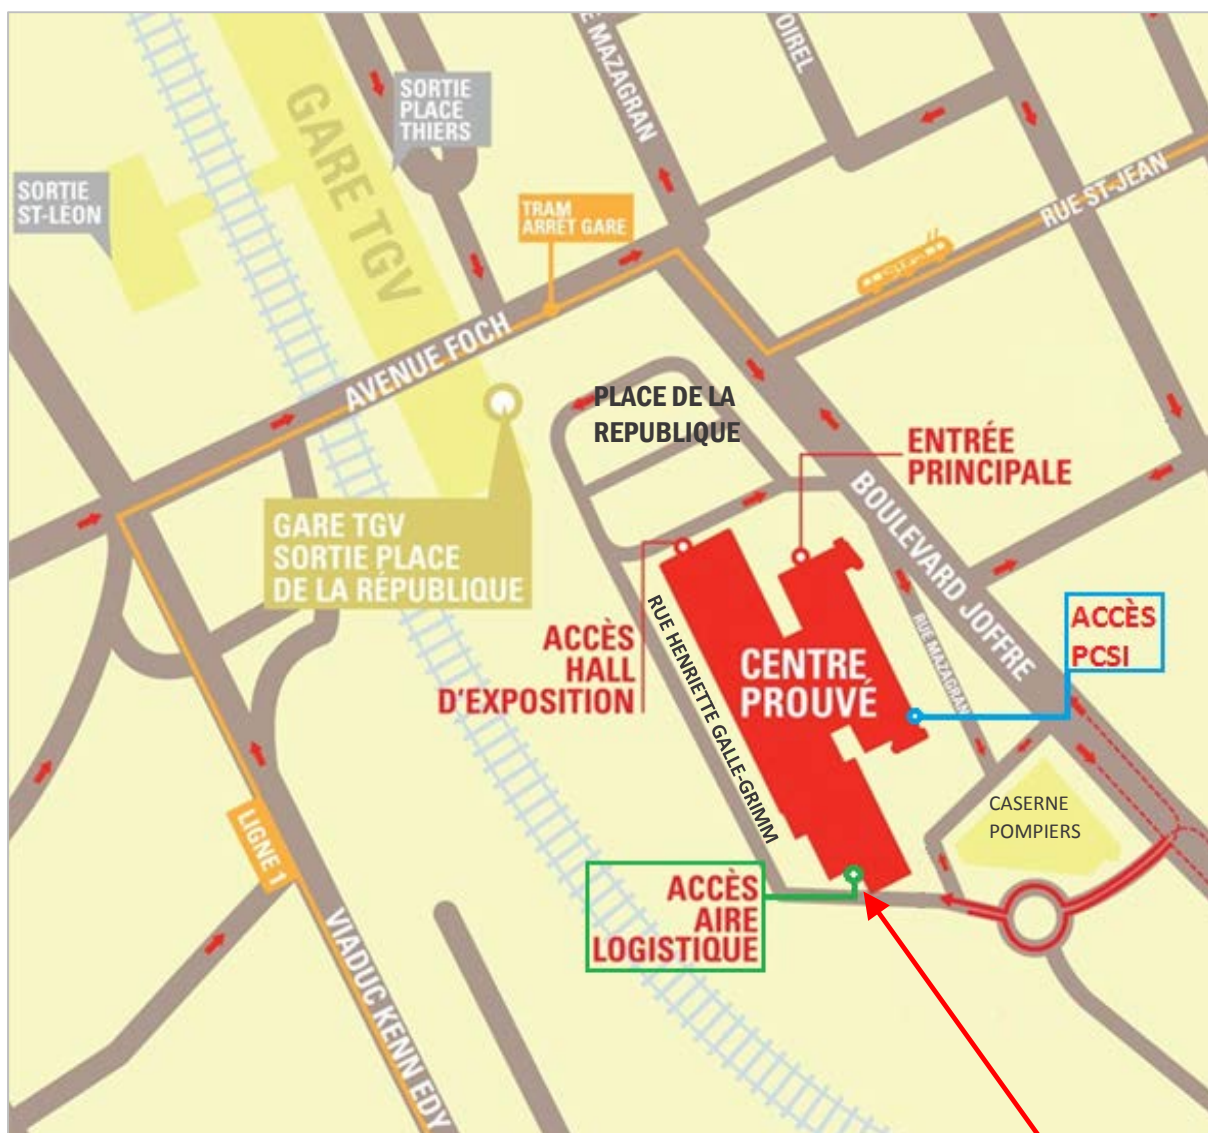 E MAZAGRAN
OIREL
SORTIE
PLACE
THIERS
GARE TGV
SORTIE
ST-LÉON
TRAM
ARRÊT GARE
RUE ST-JEAN
AVENUE FOCH
PLACE DE LA
REPUBLIQUE
ENTRÉE
PRINCIPALE
GARE TGV
SORTIE PLACE
DE LA RÉPUBLIQUE
BOULEVARD JOFFRE
ACCÈS
HALL
D'EXPOSITION
RUE HENRIETTE GALLE-GRIMM
CENTRE
PROUVÉ
RUE MAZAGRAN
ACCÈS
PCSI
CASERNE
POMPIERS
LIGNE 1
ACCÈS
AIRE
LOGISTIQUE
VIADUC KENN EDY